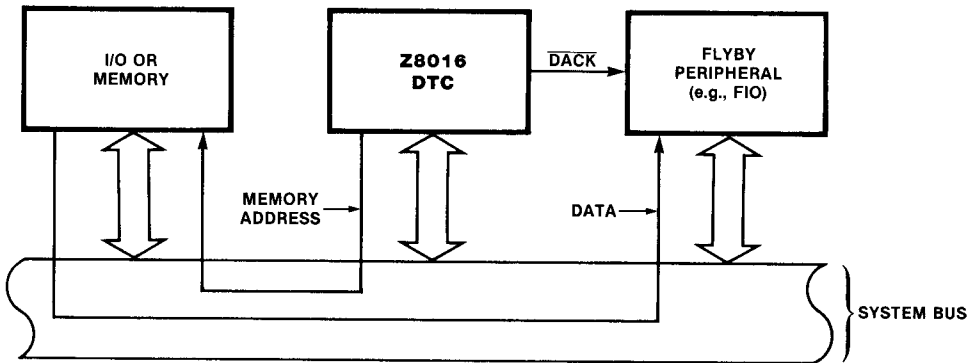 I/O OR
MEMORY
Z8016
DTC
DACK
FLYBY
PERIPHERAL
(e.g., FIO)
MEMORY
ADDRESS
DATA
SYSTEM BUS